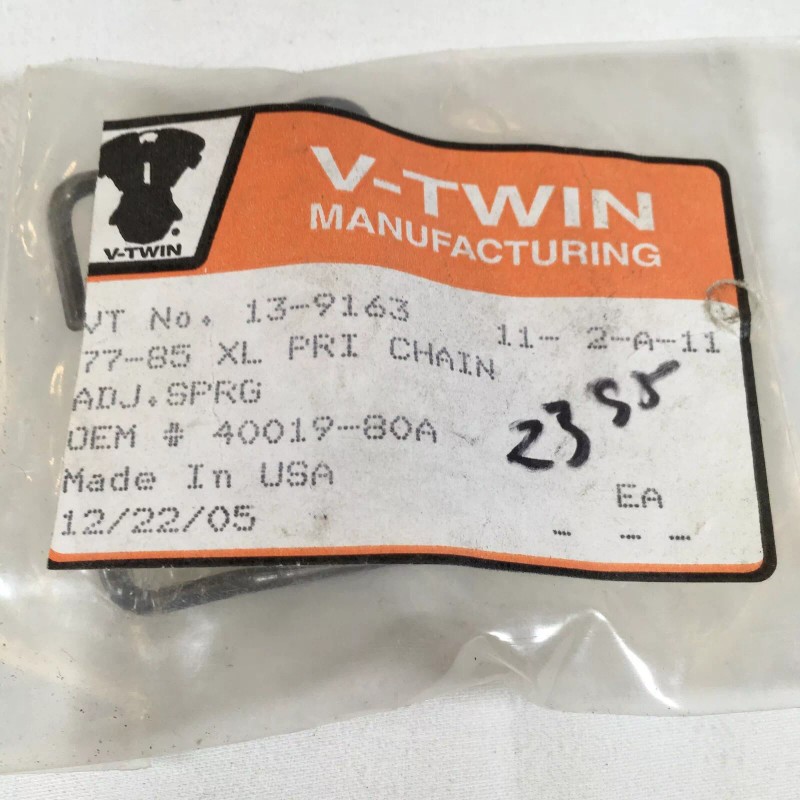 V-TWIN
MANUFACTURING
V-TWIN
VT No. 13-9163
11- 2-A-11
77-85 XL PRI CHAIN
ADJ.SPRG
OEM # 40019-80A
2355
Made In USA
EA
12/22/05